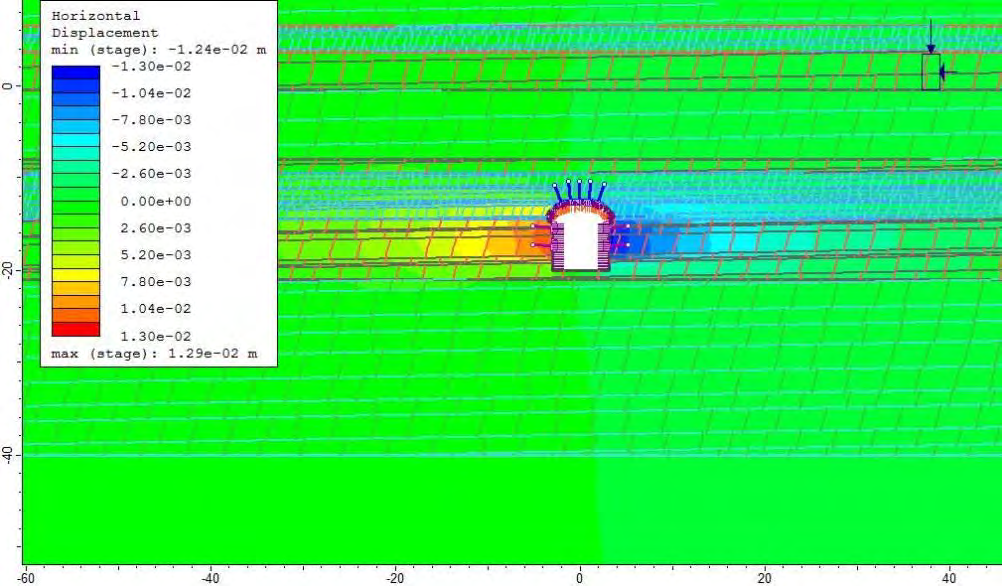 Horizontal
Displacement
min (stage): -1.24e-02 m
-1.30e-02
-1.04e-02
-7.80e-03
-5.20e-03
-2.60e-03
0.00e+00
2.60e-03
5.20e-03
7.80e-03
1.04e-02
1.30e-02
max (stage): 1.29e-02 m
0
-20
-40
-60
-40
-20
0
20
40